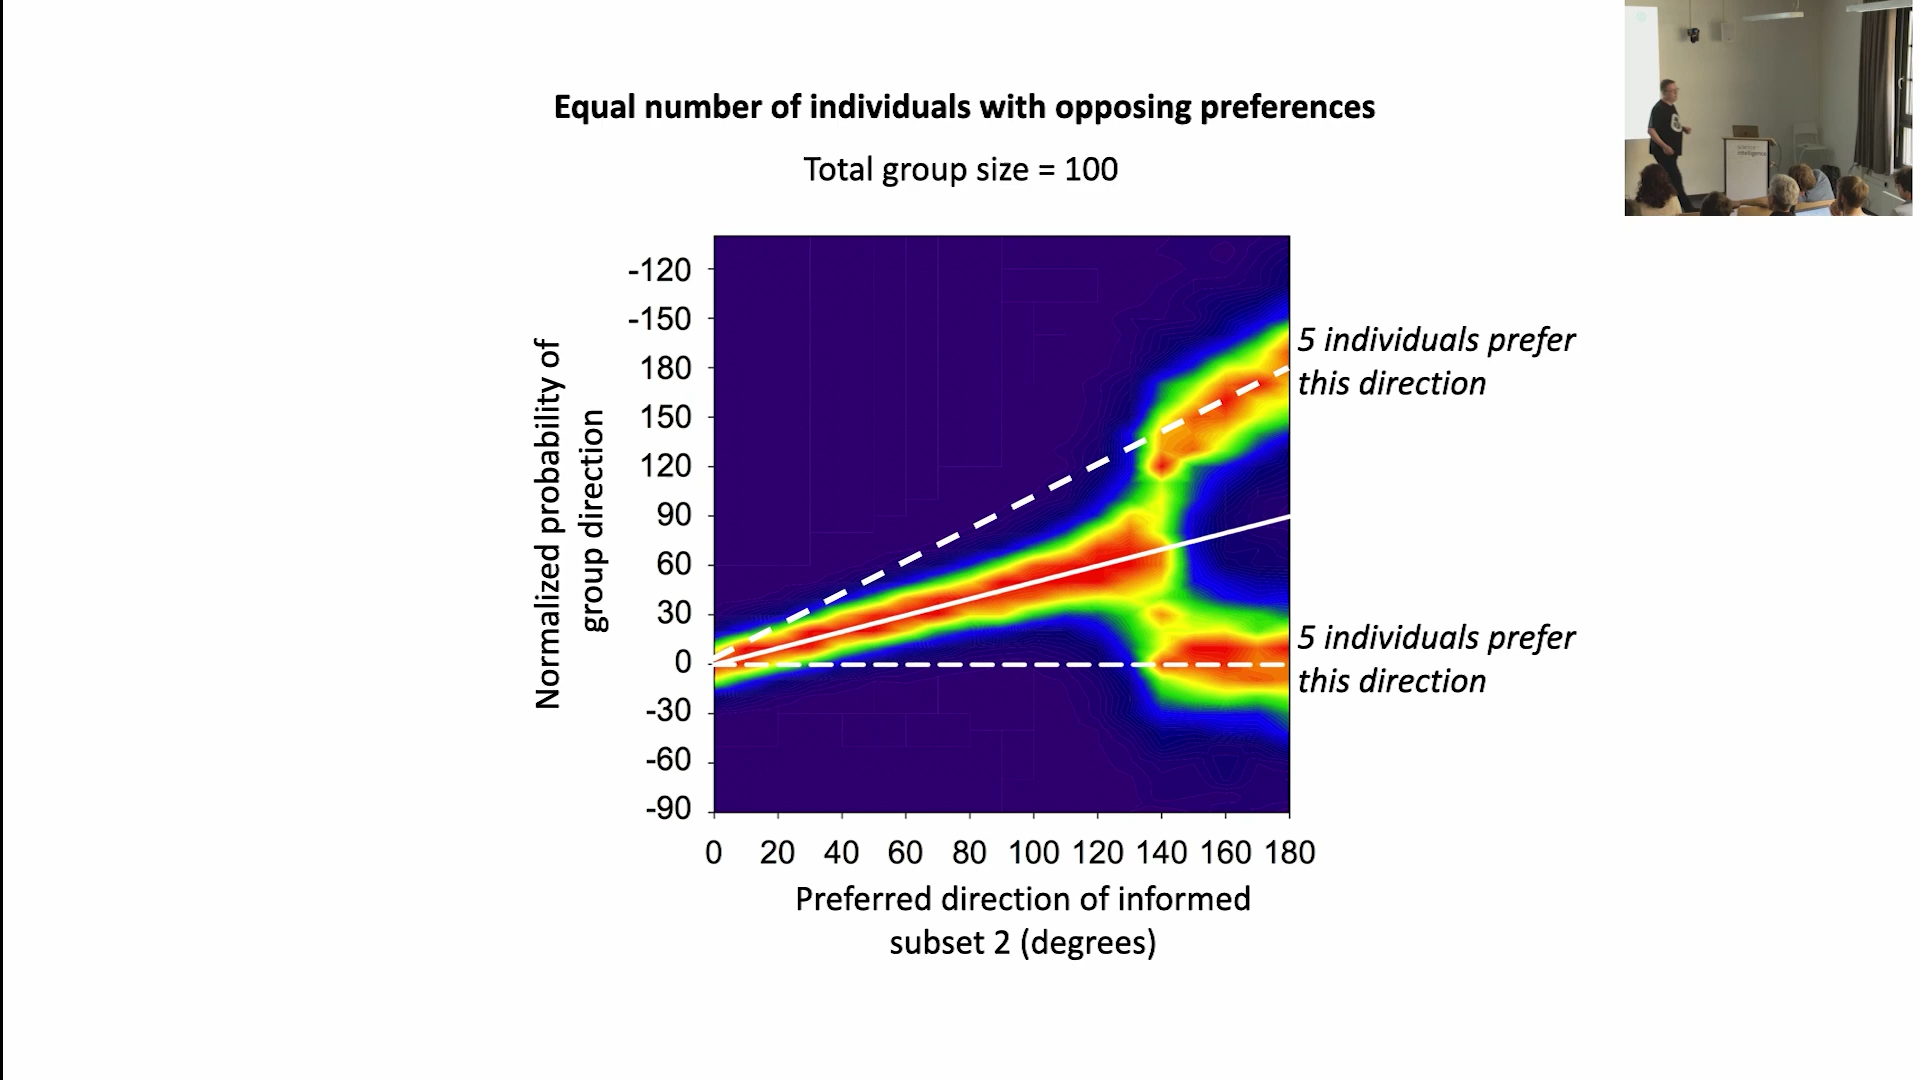 Equal number of individuals with opposing preferences
Total group size = 100
Normalized probability of
group direction
-120
-150
180
150
120
90
60
30
0
-30
-60
-90
5 individuals prefer
this direction
5 individuals prefer
this direction
0 20 40 60 80 100 120 140 160 180
Preferred direction of informed
subset 2 (degrees)
intelligence